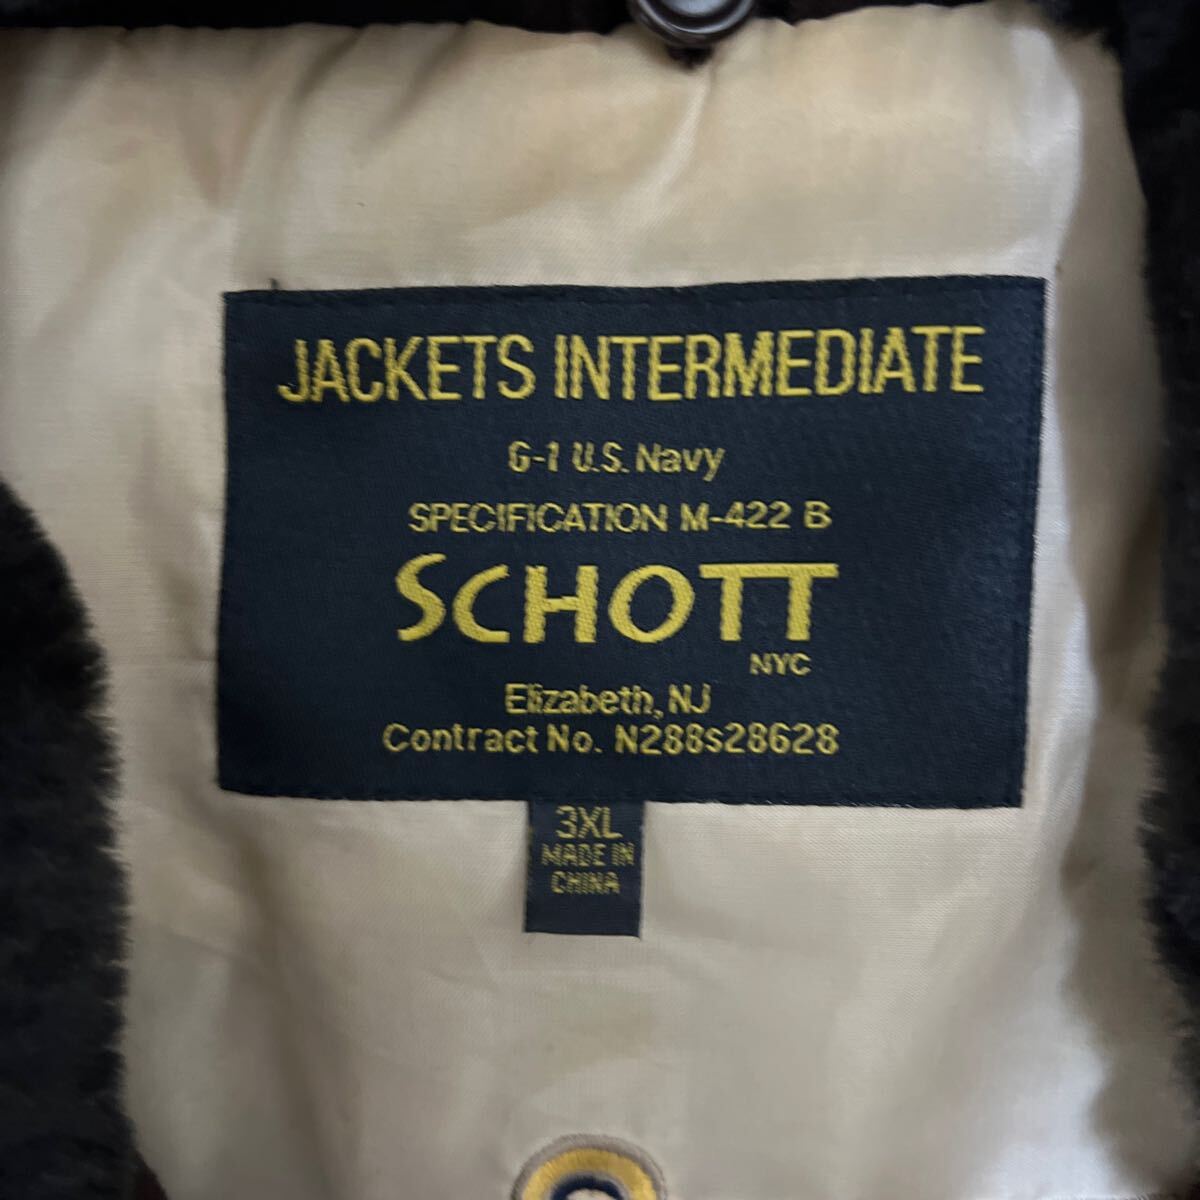 JACKETS INTERMEDIATE
G-1 U.S. Navy
SPECIFICATION M-422 B
SCHOTT
NYC
Elizabeth, NJ
Contract No. N288s28628
3XL
MADE IN
CHINA